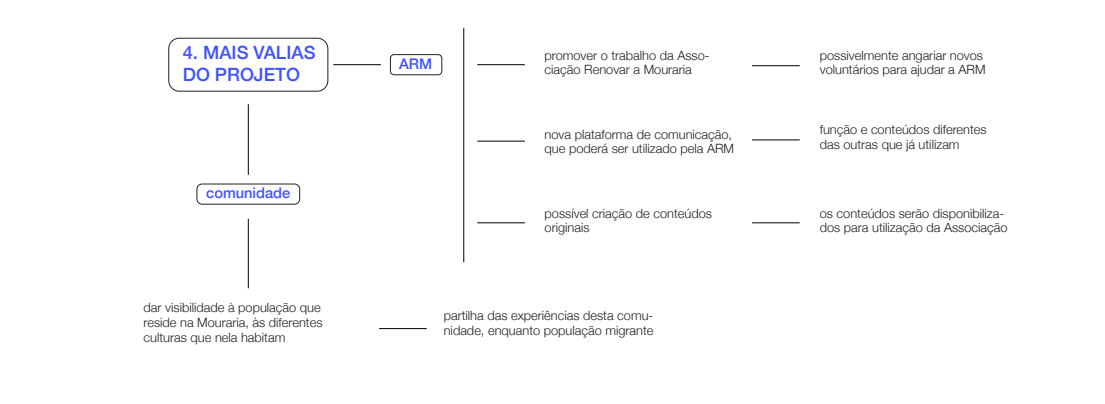 4. MAIS VALIAS
DO PROJETO
ARM
promover o trabalho da Asso-
ciação Renovar a Mouraria
possivelmente angariar novos
voluntários para ajudar a ARM
nova plataforma de comunicação,
que poderá ser utilizado pela ARM
função e conteúdos diferentes
das outras que já utilizam
possível criação de conteúdos
originais
os conteúdos serão disponibiliza-
dos para utilização da Associação
comunidade
dar visibilidade à população que
reside na Mouraria, às diferentes
culturas que nela habitam
partilha das experiências desta comu-
nidade, enquanto população migrante